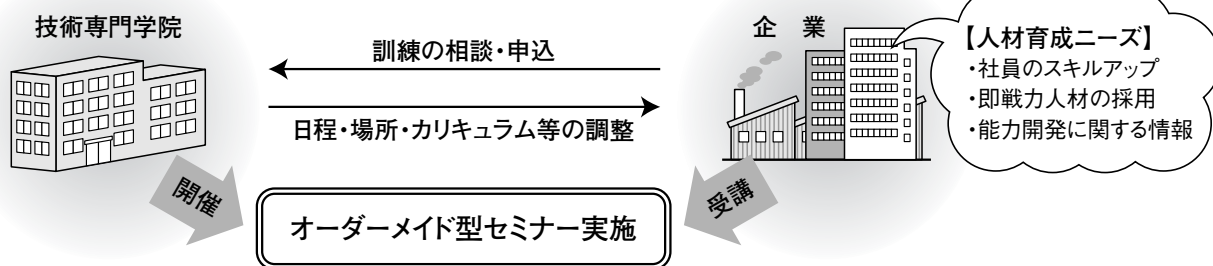 技術専門学院
企業
訓練の相談・申込
日程・場所・カリキュラム等の調整
【人材育成ニーズ】
・社員のスキルアップ
・即戦力人材の採用
・能力開発に関する情報
開催
受講
オーダーメイド型セミナー実施